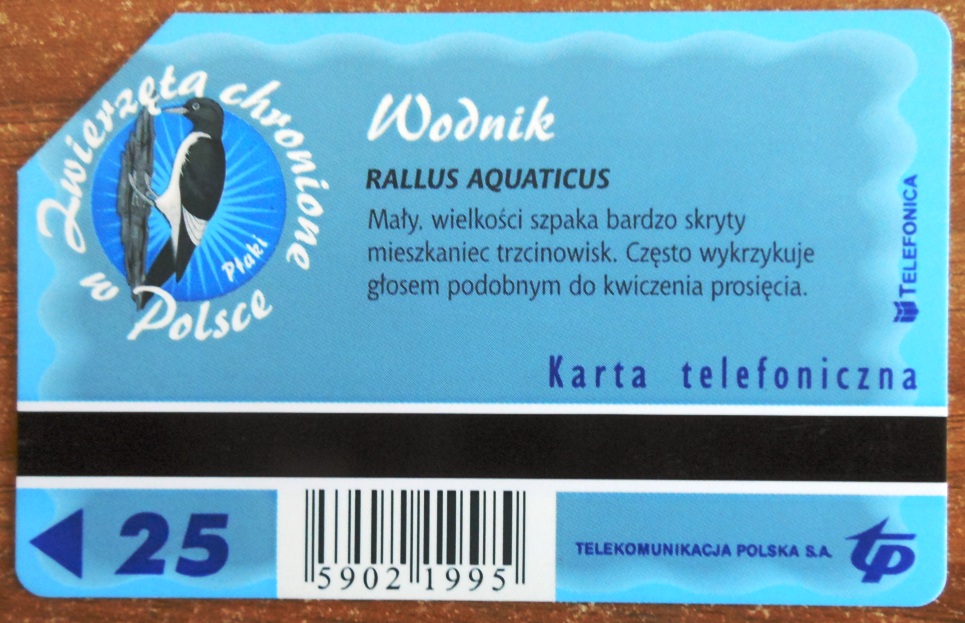 Zwierzęta chronione
w Polsce
Ptaki
Wodnik
RALLUS AQUATICUS
Mały, wielkości szpaka bardzo skryty
mieszkaniec trzcinowisk. Często wykrzykuje
głosem podobnym do kwiczenia prosięcia.
TELEFONICA
Karta telefoniczna
25
5902 1995
TELEKOMUNIKACJA POLSKA S.A.
tp